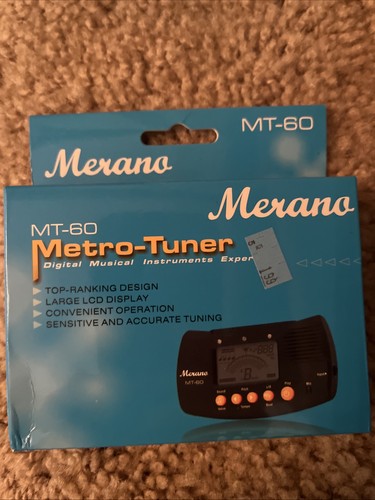 MT-60
Merano
Merano
MT-60
Metro-Tuner
Digital Musical Instruments Exper
TOP-RANKING DESIGN
LARGE LCD DISPLAY
CONVENIENT OPERATION
SENSITIVE AND ACCURATE TUNING
Merano
MT-60